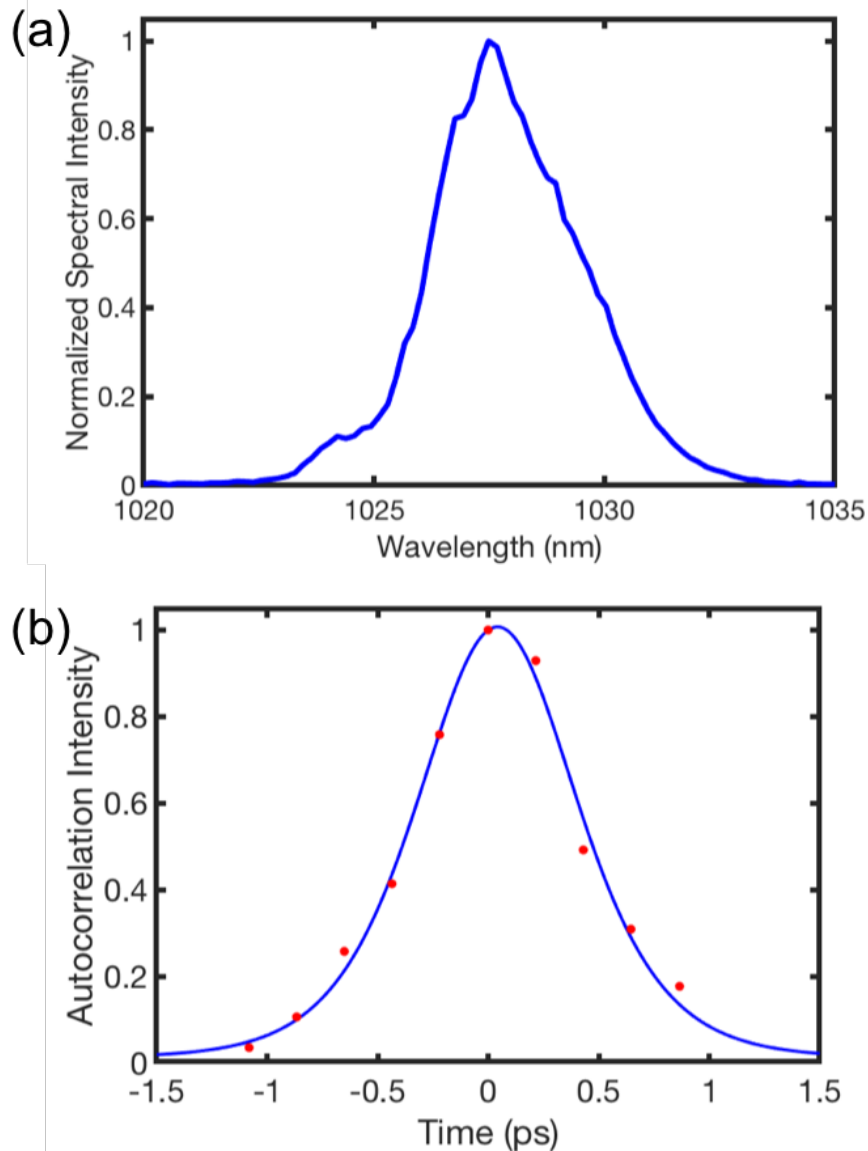 (a)
Normalized Spectral Intensity
1
0.8
0.6
0.4
0.2
0
1020 1025 1030 1035
Wavelength (nm)
(b)
Autocorrelation Intensity
1
0.8
0.6
0.4
0.2
0
-1.5 -1 -0.5 0 0.5 1 1.5
Time (ps)